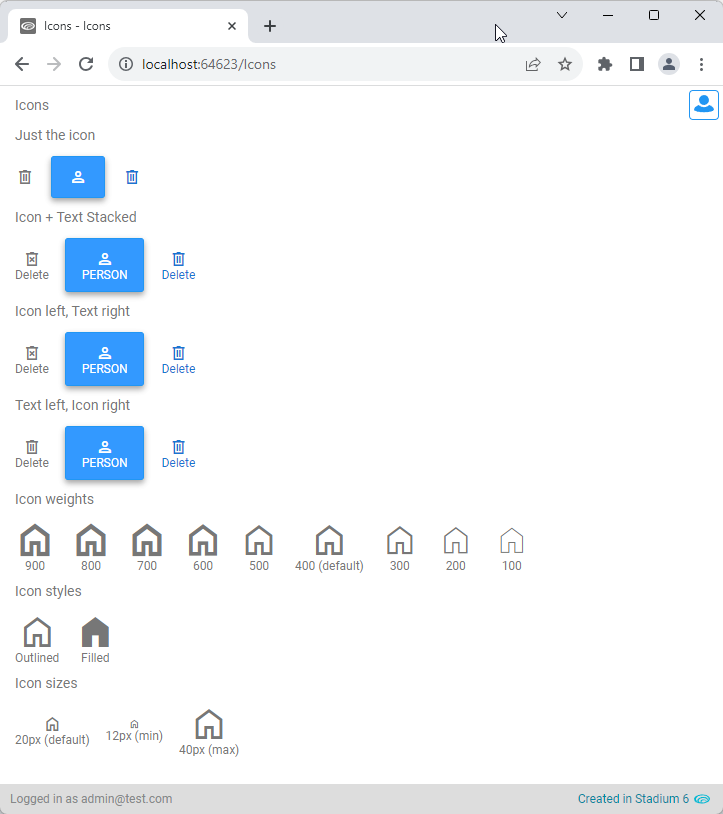 Icons - Icons
localhost:64623/Icons
Icons
Just the icon
Icon + Text Stacked
Delete PERSON Delete
Icon left, Text right
Delete PERSON Delete
Text left, Icon right
Delete PERSON Delete
Icon weights
900 800 700 600 500 400 (default) 300 200 100
Icon styles
Outlined Filled
Icon sizes
20px (default) 12px (min) 40px (max)
Logged in as admin@test.com Created in Stadium 6